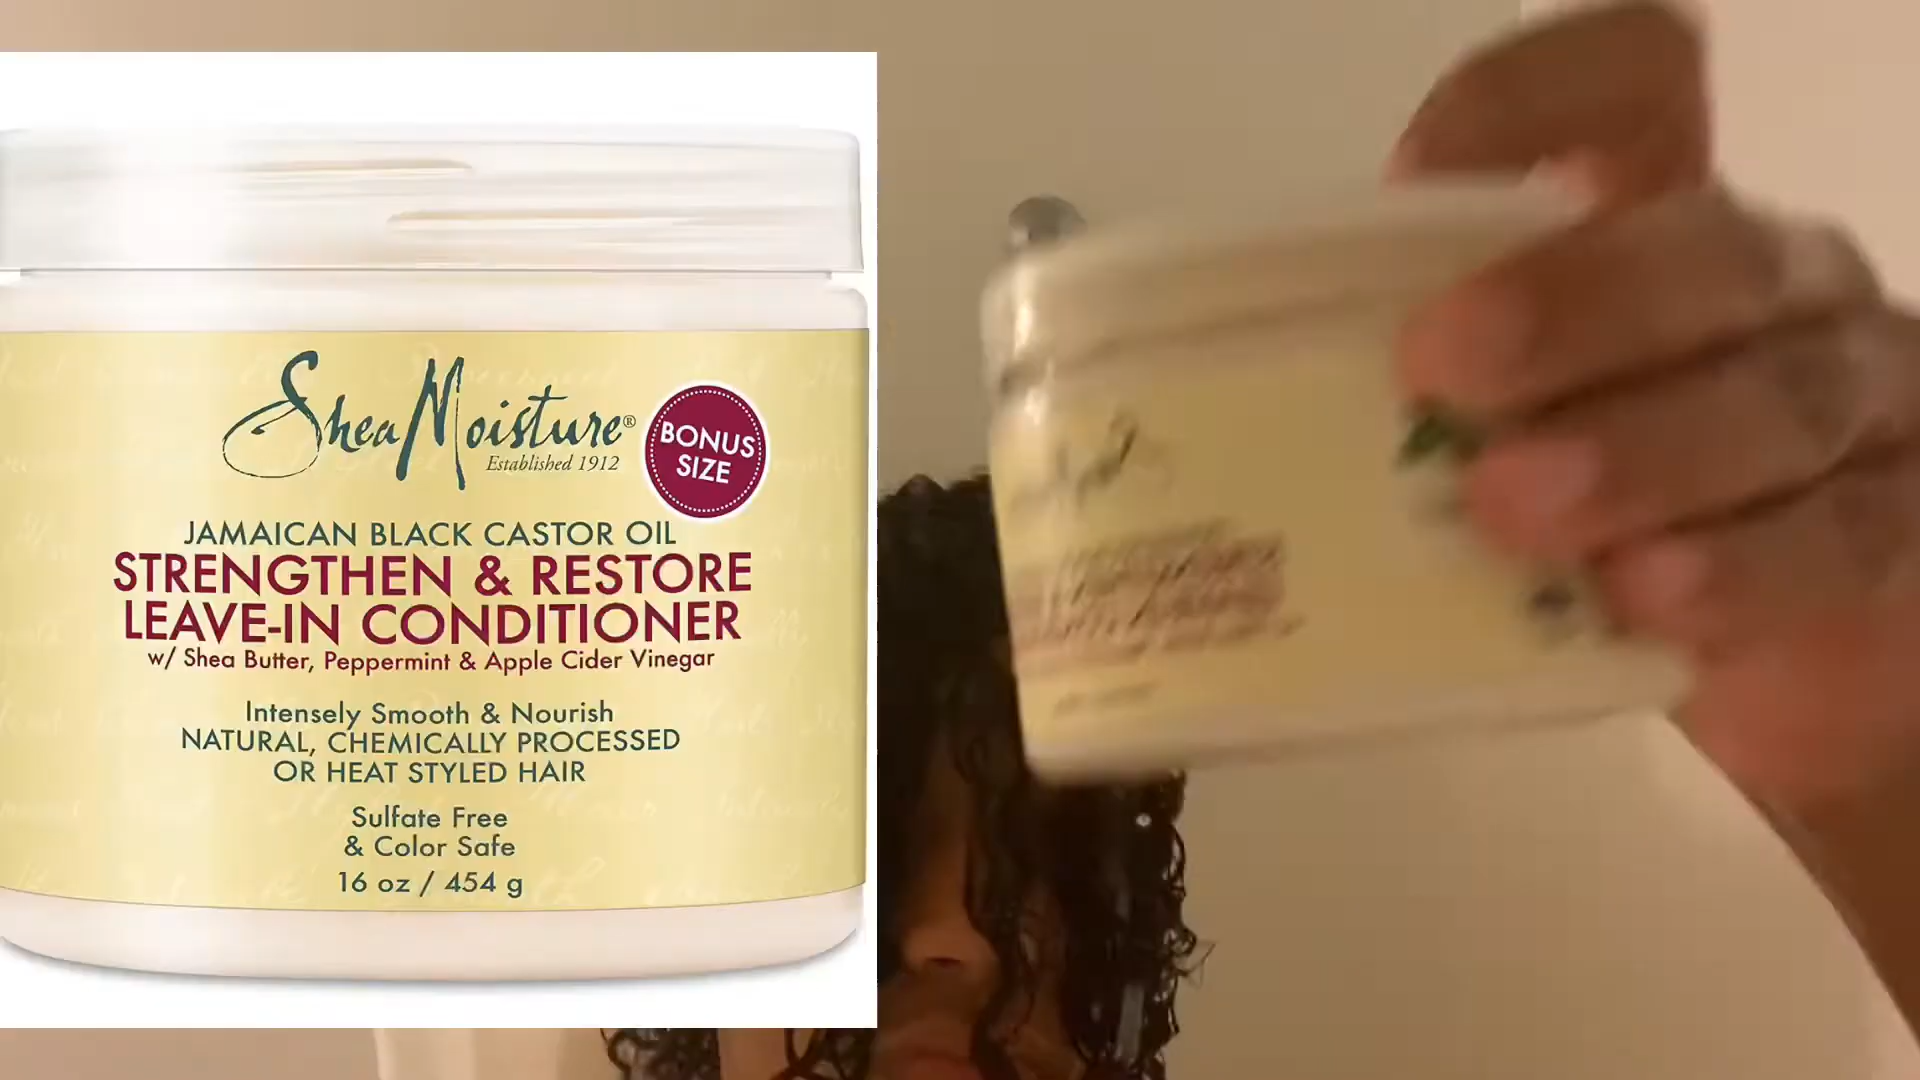 SheaMoisture®
Established 1912
BONUS
SIZE
JAMAICAN BLACK CASTOR OIL
STRENGTHEN & RESTORE
LEAVE-IN CONDITIONER
w/ Shea Butter, Peppermint & Apple Cider Vinegar
Intensely Smooth & Nourish
NATURAL, CHEMICALLY PROCESSED
OR HEAT STYLED HAIR
Sulfate Free
& Color Safe
16 oz / 454 g